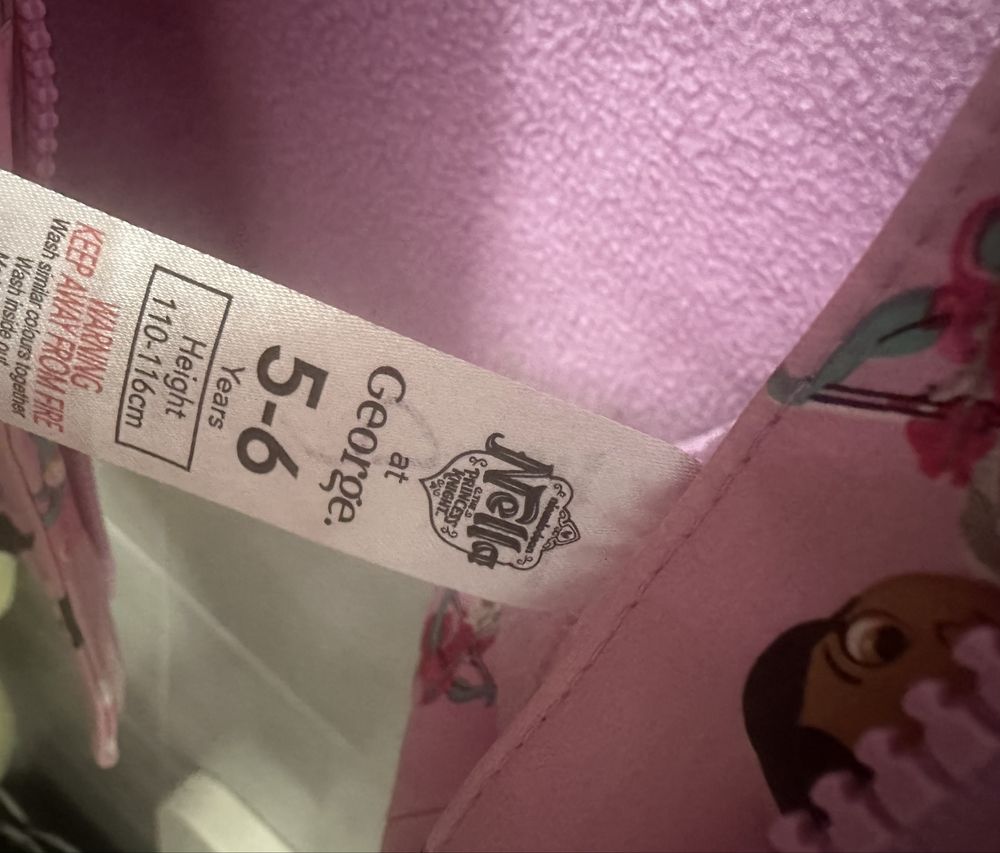 nickelodeon
Nella
THE
PRINCESS
KNIGHT
at
George.
5-6
Years
Height
110-116cm
WARNING
KEEP AWAY FROM FIRE
Wash similar colours together
Wash inside out